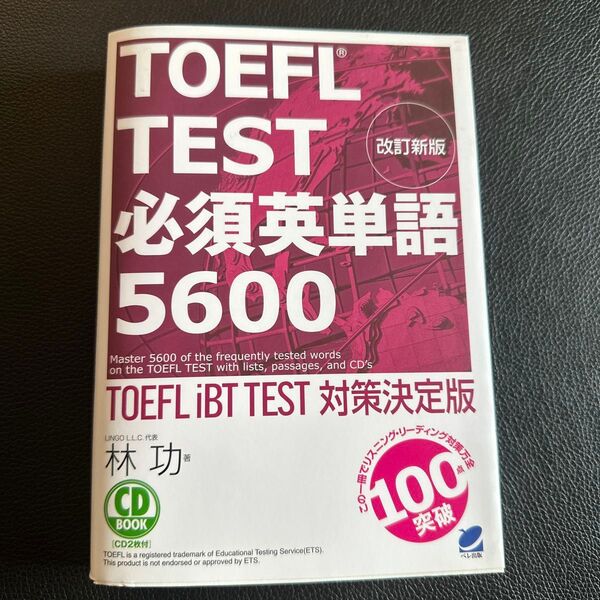 TOEFL®
TEST
改訂新版
必須英単語
5600
Master 5600 of the frequently tested words
on the TOEFL TEST with lists, passages, and CD's
TOEFL iBT TEST 対策決定版
LINGO L.L.C. 代表
林 功 著
この一冊でリスニング・リーディング対策万全
100点
突破
CD
BOOK
[CD2枚付]
ベレ出版
TOEFL is a registered trademark of Educational Testing Service(ETS).
This product is not endorsed or approved by ETS.